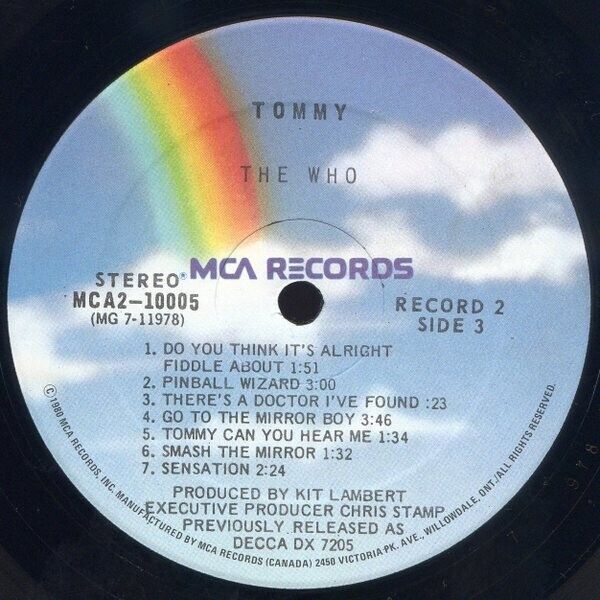 TOMMY
THE WHO
MCA RECORDS
STEREO®
MCA2-10005
(MG 7-11978)
RECORD 2
SIDE 3
1. DO YOU THINK IT'S ALRIGHT
FIDDLE ABOUT 1:51
2. PINBALL WIZARD 3:00
3. THERE'S A DOCTOR I'VE FOUND :23
4. GO TO THE MIRROR BOY 3:46
5. TOMMY CAN YOU HEAR ME 1:34
6. SMASH THE MIRROR 1:32
7. SENSATION 2:24
PRODUCED BY KIT LAMBERT
EXECUTIVE PRODUCER CHRIS STAMP
PREVIOUSLY RELEASED AS
DECCA DX 7205
© 1980 MCA RECORDS, INC. MANUFACTURED BY MCA RECORDS (CANADA) 2450 VICTORIA PK. AVE., WILLOWDALE, ONT./ALL RIGHTS RESERVED.